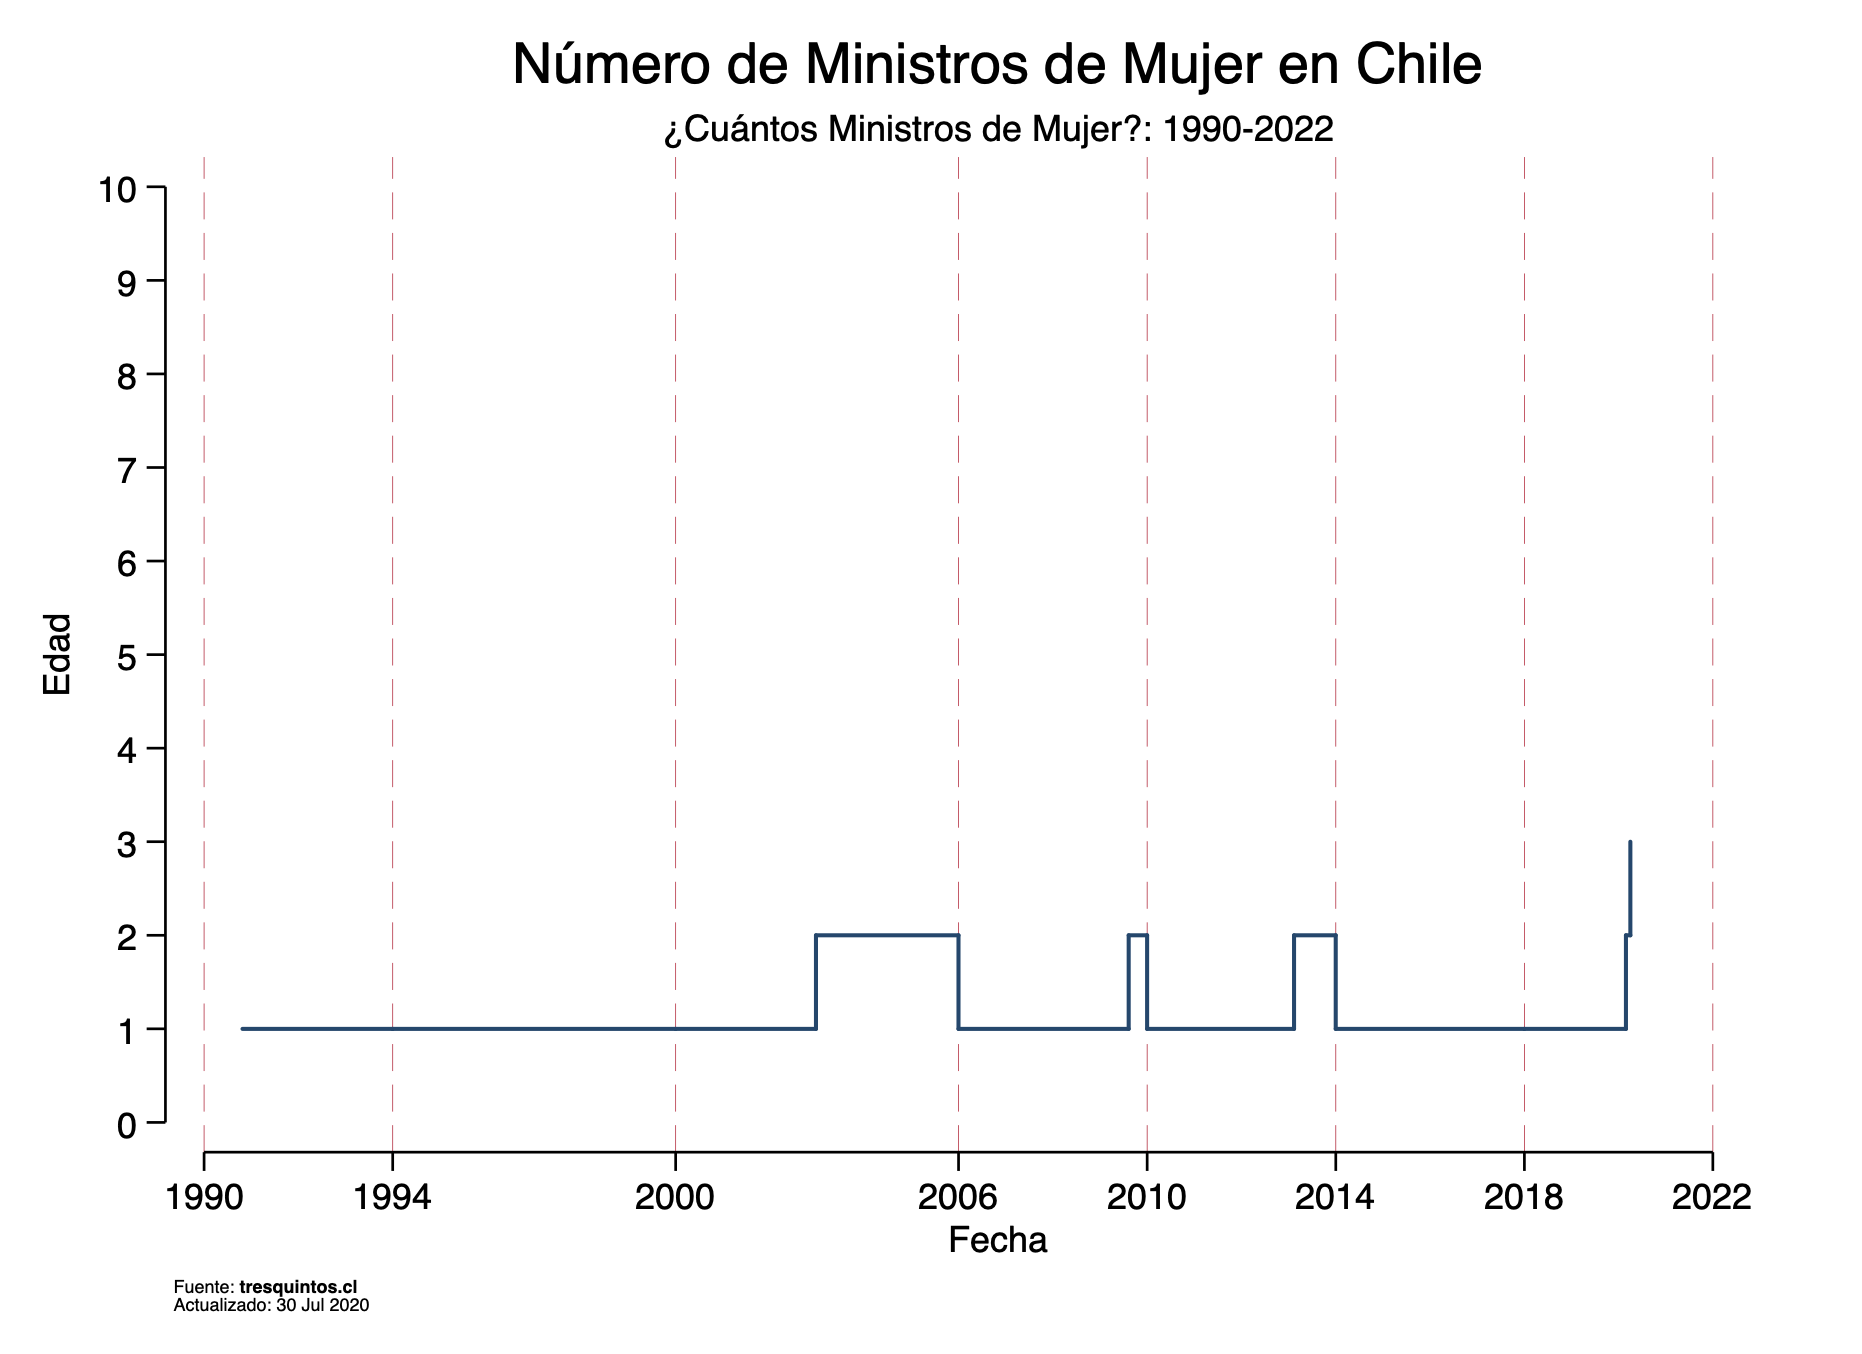 Número de Ministros de Mujer en Chile
¿Cuántos Ministros de Mujer?: 1990-2022
10
9
8
7
6
5
4
3
2
1
0
Edad
1990 1994 2000 2006 2010 2014 2018 2022
Fecha
Fuente: tresquintos.cl
Actualizado: 30 Jul 2020